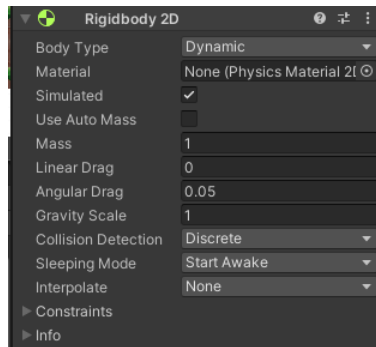 Rigidbody 2D
Body Type Dynamic
Material None (Physics Material 2
Simulated
Use Auto Mass
Mass 1
Linear Drag 0
Angular Drag 0.05
Gravity Scale 1
Collision Detection Discrete
Sleeping Mode Start Awake
Interpolate None
Constraints
Info